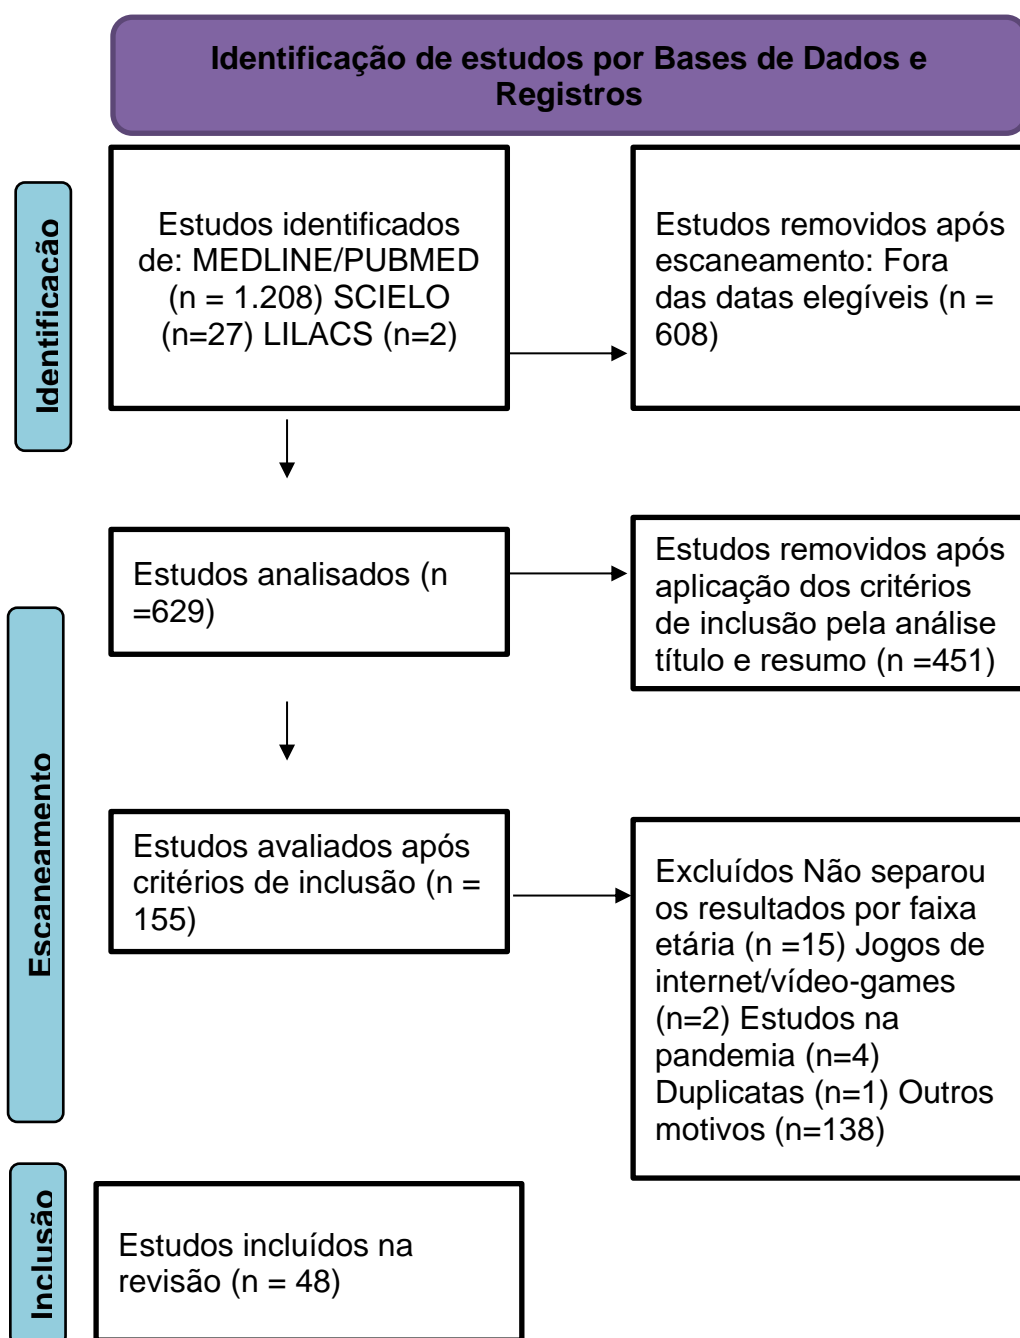 Identificação de estudos por Bases de Dados e
Registros
Identificação
Estudos identificados
de: MEDLINE/PUBMED
(n = 1.208) SCIELO
(n=27) LILACS (n=2)
Estudos removidos após
escaneamento: Fora
das datas elegíveis (n =
608)
Escaneamento
Estudos analisados (n
=629)
Estudos removidos após
aplicação dos critérios
de inclusão pela análise
título e resumo (n =451)
Estudos avaliados após
critérios de inclusão (n =
155)
Excluídos Não separou
os resultados por faixa
etária (n =15) Jogos de
internet/vídeo-games
(n=2) Estudos na
pandemia (n=4)
Duplicatas (n=1) Outros
motivos (n=138)
Inclusão
Estudos incluídos na
revisão (n = 48)